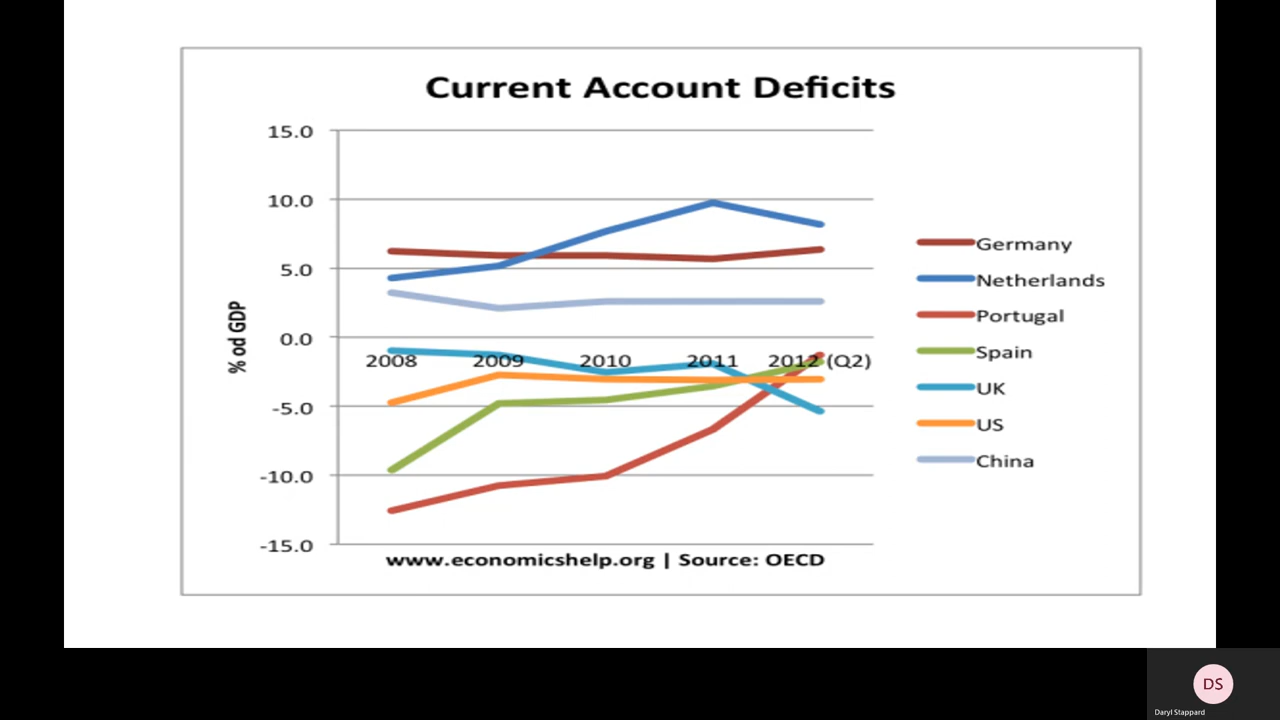 Current Account Deficits
15.0
10.0
5.0
0.0
-5.0
-10.0
-15.0
% od GDP
2008 2009 2010 2011 2012 (Q2)
Germany
Netherlands
Portugal
Spain
UK
US
China
www.economicshelp.org | Source: OECD
DS
Daryl Stappard